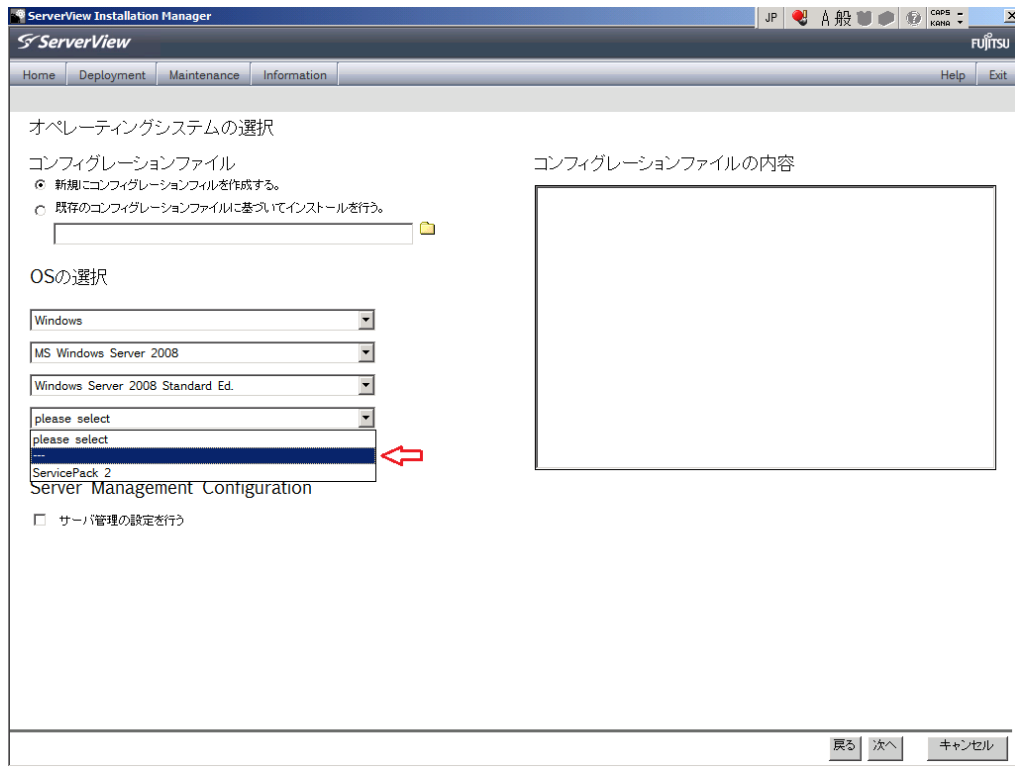 ServerView Installation Manager
JP A 般 CAPS KANA
ServerView
FUJITSU
Home Deployment Maintenance Information Help Exit
オペレーティングシステムの選択
コンフィグレーションファイル
新規にコンフィグレーションフィルを作成する。
既存のコンフィグレーションファイルに基づいてインストールを行う。
コンフィグレーションファイルの内容
OSの選択
Windows
MS Windows Server 2008
Windows Server 2008 Standard Ed.
please select
please select
---
ServicePack 2
Server Management Configuration
サーバ管理の設定を行う
戻る 次へ キャンセル